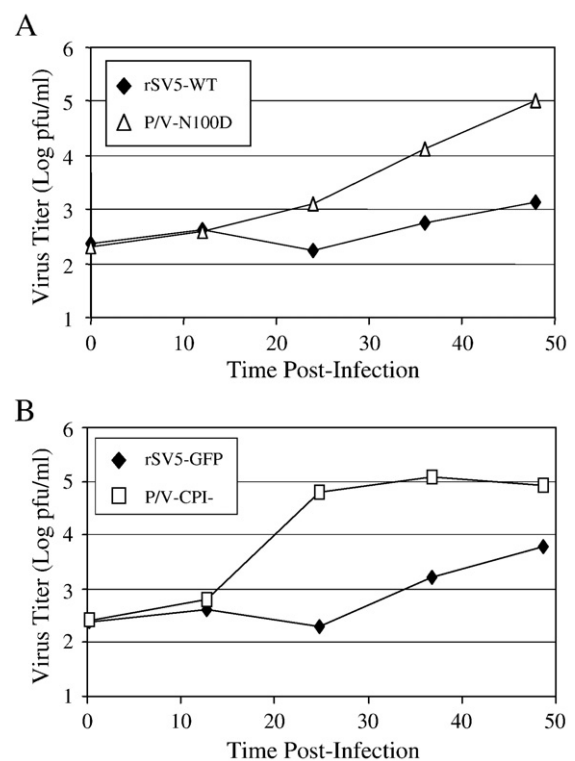 A
6
5
4
3
2
1
rSV5-WT
P/V-N100D
Virus Titer (Log pfu/ml)
0 10 20 30 40 50
Time Post-Infection
B
6
5
4
3
2
1
rSV5-GFP
P/V-CPI-
Virus Titer (Log pfu/ml)
0 10 20 30 40 50
Time Post-Infection